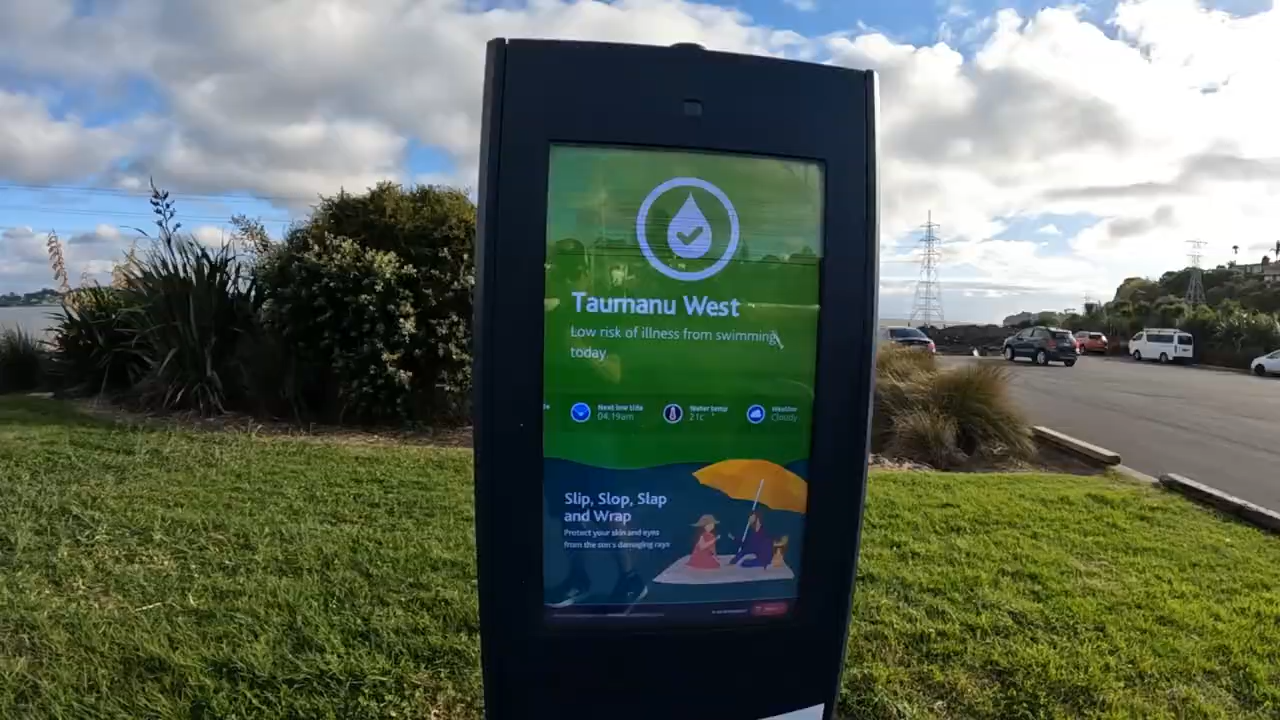 Taumanu West
Low risk of illness from swimming
today
Next low tide
04.19am
Water temp
21c
Weather
Cloudy
Slip, Slop, Slap
and Wrap
Protect your skin and eyes
from the sun's damaging rays